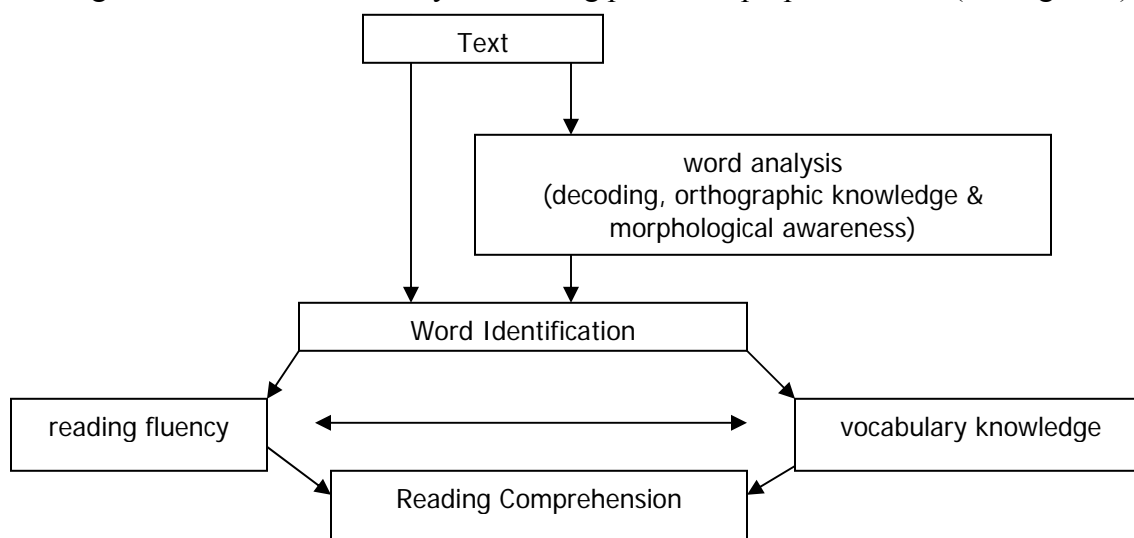 Text
word analysis
(decoding, orthographic knowledge &
morphological awareness)
Word Identification
reading fluency
vocabulary knowledge
Reading Comprehension